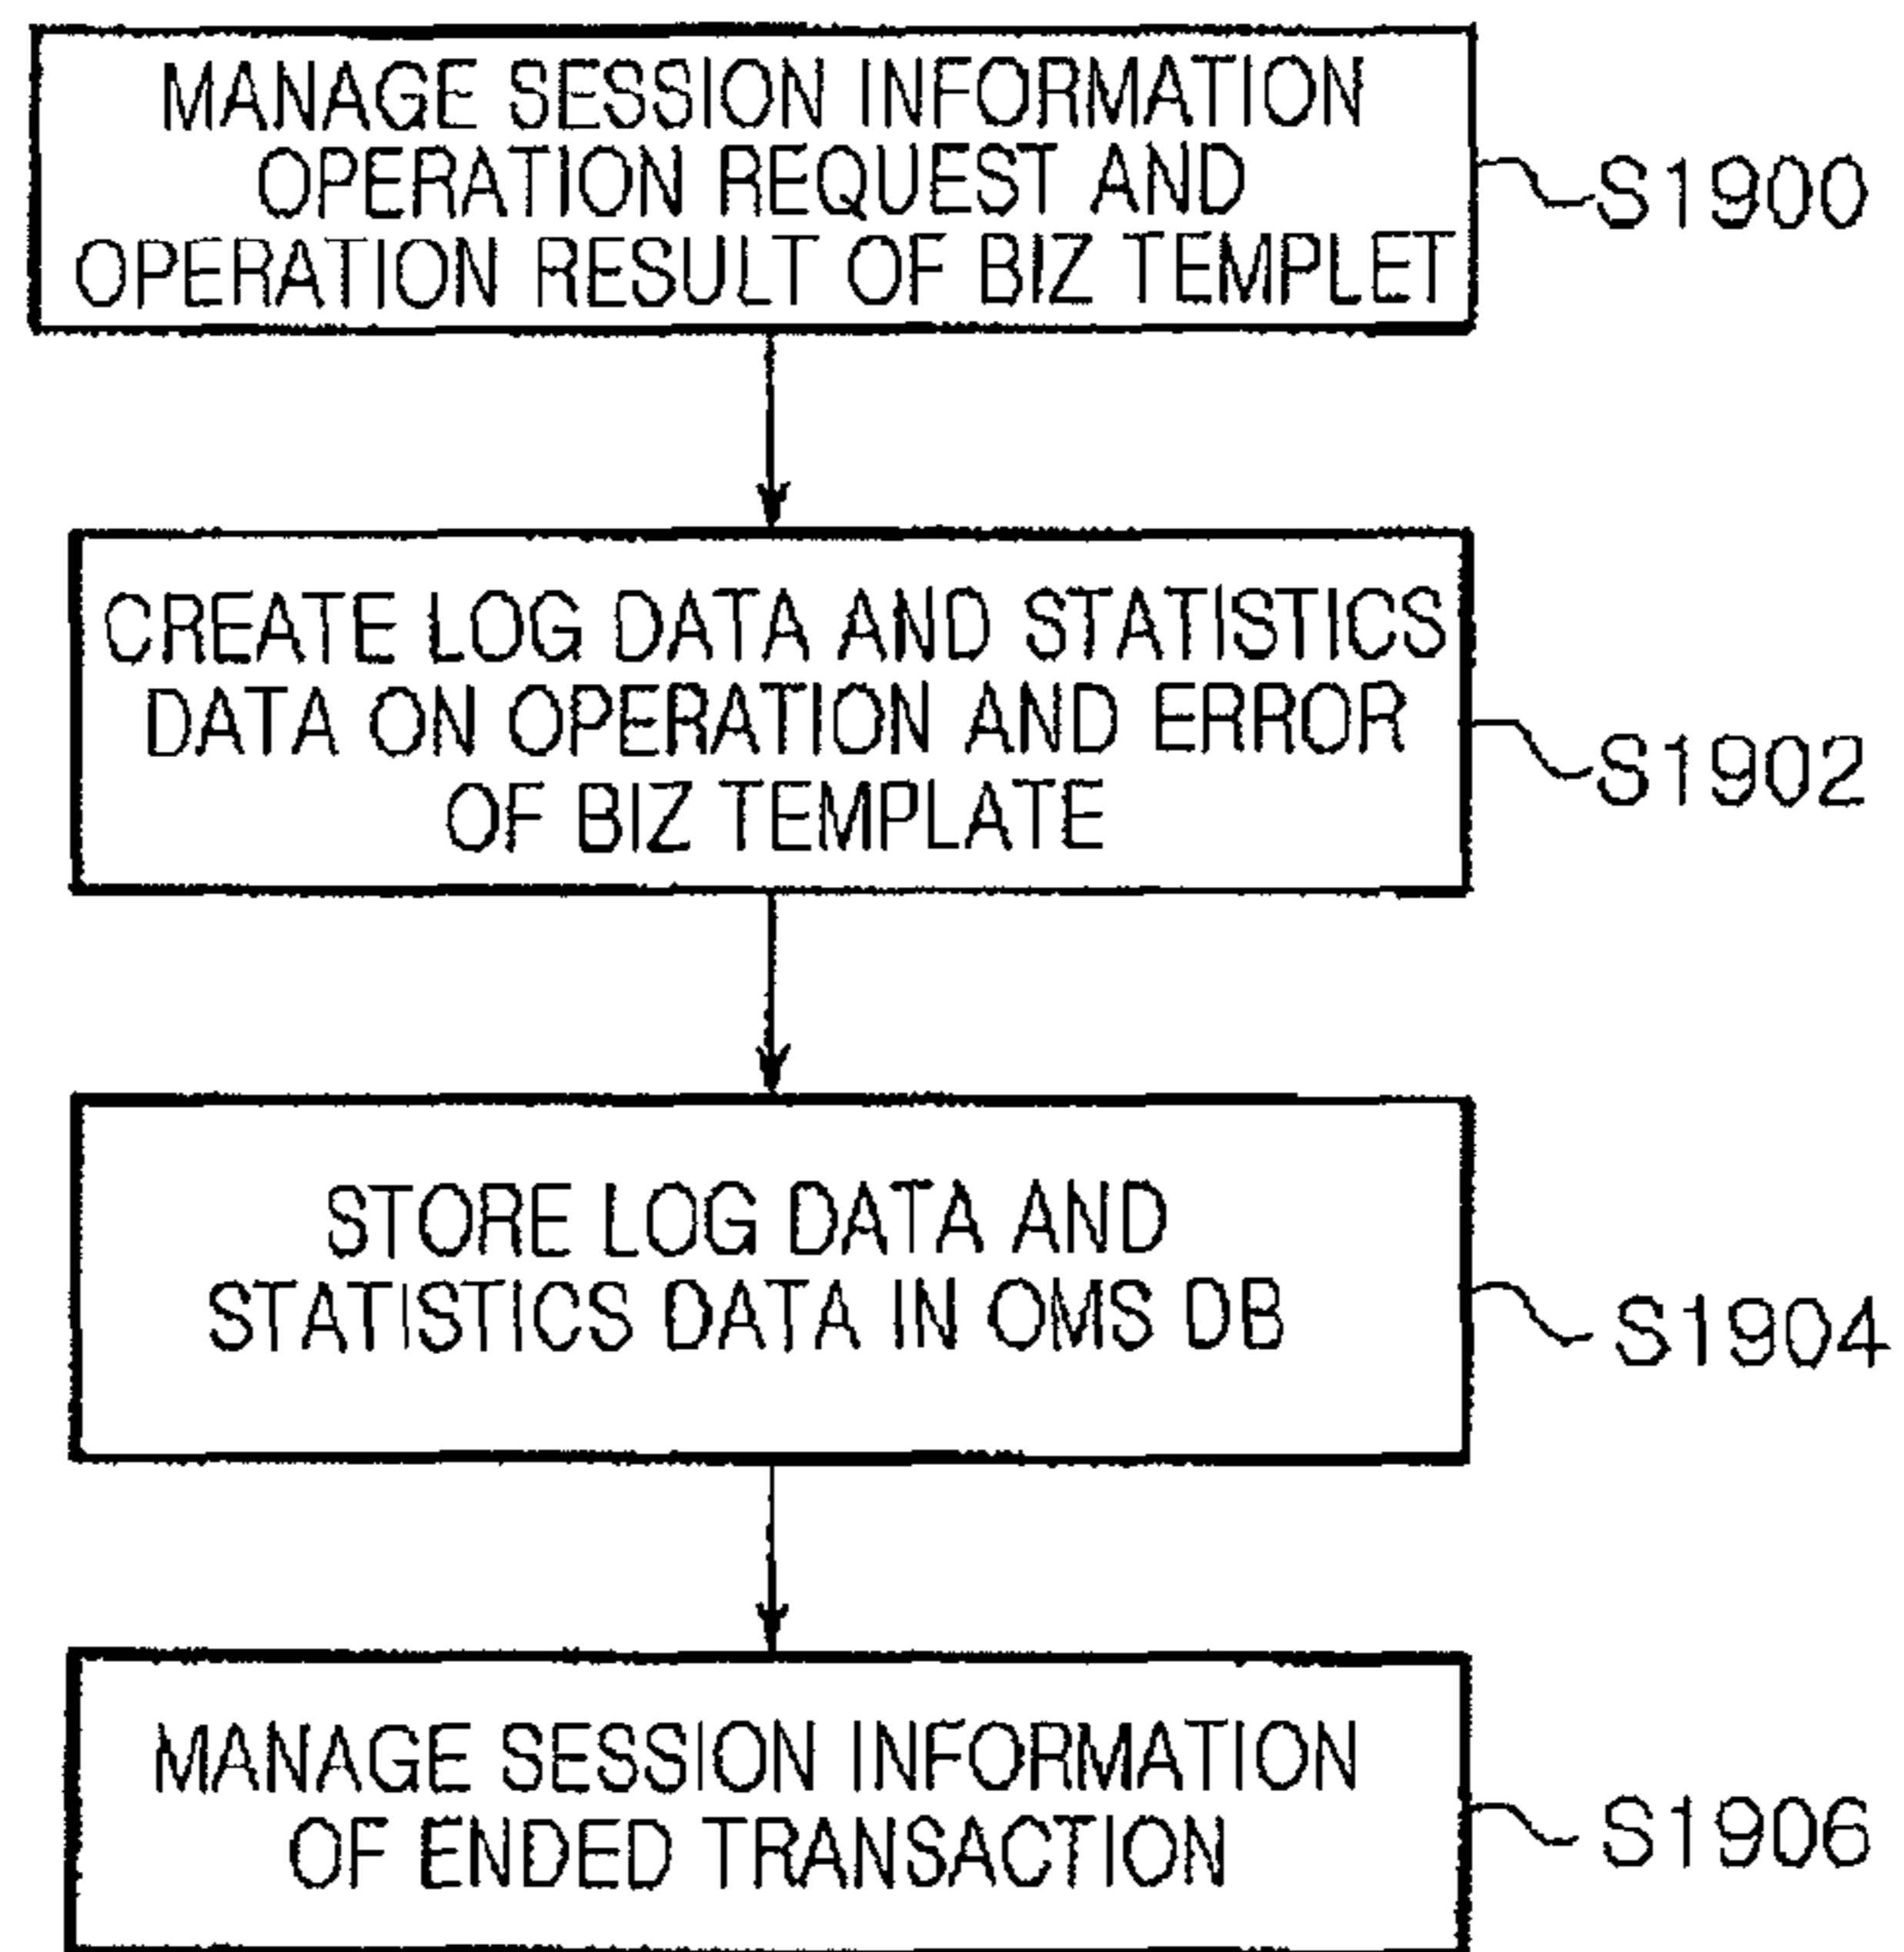 MANAGE SESSION INFORMATION
OPERATION REQUEST AND
OPERATION RESULT OF BIZ TEMPLET
S1900
CREATE LOG DATA AND STATISTICS
DATA ON OPERATION AND ERROR
OF BIZ TEMPLATE
S1902
STORE LOG DATA AND
STATISTICS DATA IN OMS DB
S1904
MANAGE SESSION INFORMATION
OF ENDED TRANSACTION
S1906